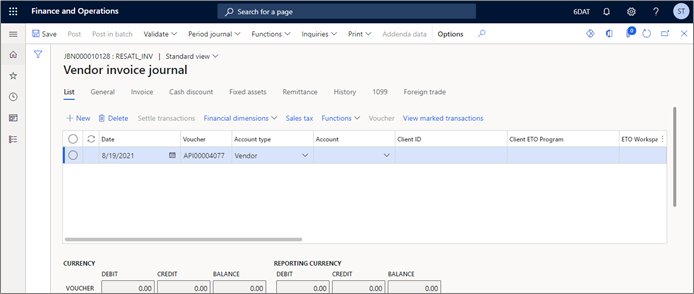 Finance and Operations Search for a page 6DAT ? ST
Save Post Post in batch Validate Period journal Functions Inquiries Print Addenda data Options 0
JBN000010128 : RESATL_INV | Standard view
Vendor invoice journal
List General Invoice Cash discount Fixed assets Remittance History 1099 Foreign trade
+ New Delete Settle transactions Financial dimensions Sales tax Functions Voucher View marked transactions
Date Voucher Account type Account Client ID Client ETO Program ETO Workspa
8/19/2021 API00004077 Vendor
CURRENCY REPORTING CURRENCY
DEBIT CREDIT BALANCE DEBIT CREDIT BALANCE
VOUCHER 0.00 0.00 0.00 0.00 0.00 0.00